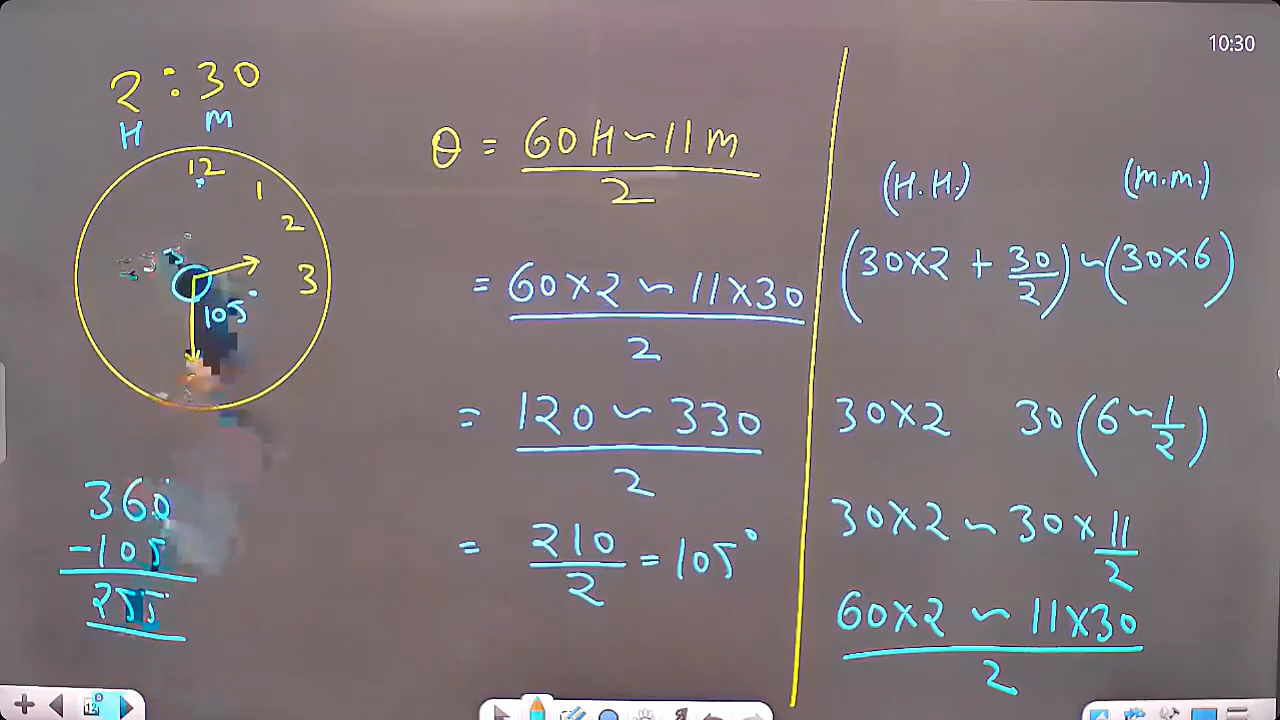 10:30
2 : 30
H M
12
1
2
3
105°
360
-105
255
θ = (60H ~ 11m)/2
= (60×2 ~ 11×30)/2
= (120 ~ 330)/2
= 210/2 = 105°
(H.H.) (m.m.)
(30×2 + 30/2) ~ (30×6)
30×2 30(6 ~ 1/2)
30×2 ~ 30×11/2
(60×2 ~ 11×30)/2